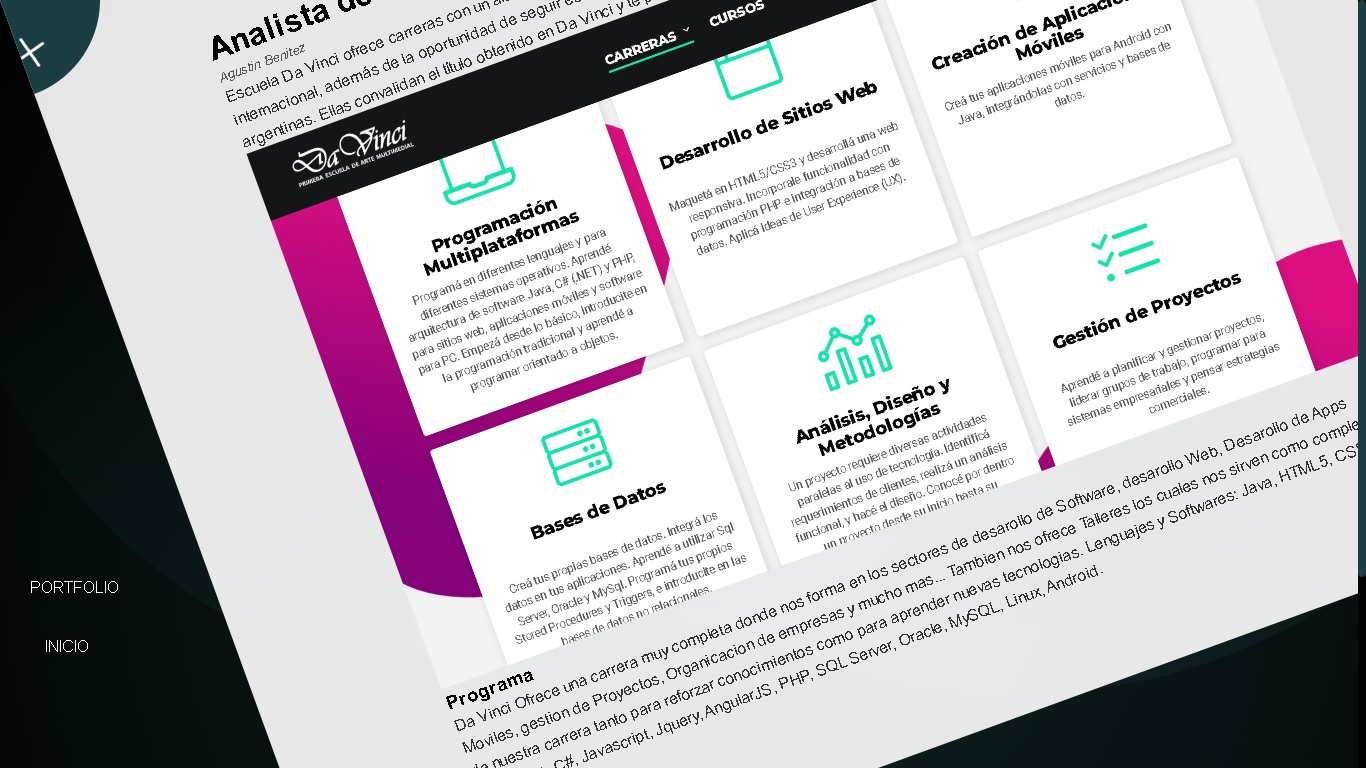 Analista de
Agustin Benitez
Escuela Da Vinci ofrece carreras con un
internacional, además de la oportunidad de seguir
argentinas. Ellas convalidan el título obtenido en Da Vinci y te
CARRERAS
CURSOS
Da Vinci
PRIMERA ESCUELA DE ARTE MULTIMEDIAL
Programación
Multiplataformas
Programá en diferentes lenguajes y para
diferentes sistemas operativos. Aprendé
arquitectura de software Java, C# (.NET) y PHP,
para sitios web, aplicaciones móviles y software
para PC. Empezá desde lo básico, introducite en
la programación tradicional y aprendé a
programar orientado a objetos.
Desarrollo de Sitios Web
Maquetá en HTML5/CSS3 y desarrollá una web
responsiva. Incorporale funcionalidad con
programación PHP e integración a bases de
datos. Aplicá ideas de User Experience (UX).
Creación de
Móviles
Creá tus aplicaciones móviles para Android con
Java, integrándolas con servicios y bases de
datos.
Bases de Datos
Creá tus propias bases de datos. Integrá los
datos en tus aplicaciones. Aprendé a utilizar Sql
Server, Oracle y MySql. Programá tus propios
Stored Procedures y Triggers, e introducite en las
bases de datos no relacionales.
Análisis, Diseño y
Metodologías
Un proyecto requiere diversas actividades
paralelas al uso de tecnología. Identificá
requerimientos de clientes, realizá un análisis
funcional, y hacé el diseño. Conocé por dentro
un proyecto desde su inicio hasta su
Gestión de Proyectos
Aprendé a planificar y gestionar proyectos,
liderar grupos de trabajo, programar para
sistemas empresariales y pensar estrategias
comerciales.
Programa
Da Vinci Ofrece una carrera muy completa donde nos forma en los sectores de desarollo de Software, desarollo Web, Desarollo de Apps
Moviles, gestion de Proyectos, Organizacion de empresas y mucho mas... Tambien nos ofrece Talleres los cuales nos sirven como
nuestra carrera tanto para reforzar conocimientos como para aprender nuevas tecnologias. Lenguajes y Softwares: Java, HTML5,
C#, Javascript, Jquery, AngularJS, PHP, SQL Server, Oracle, MySQL, Linux, Android.
PORTFOLIO
INICIO